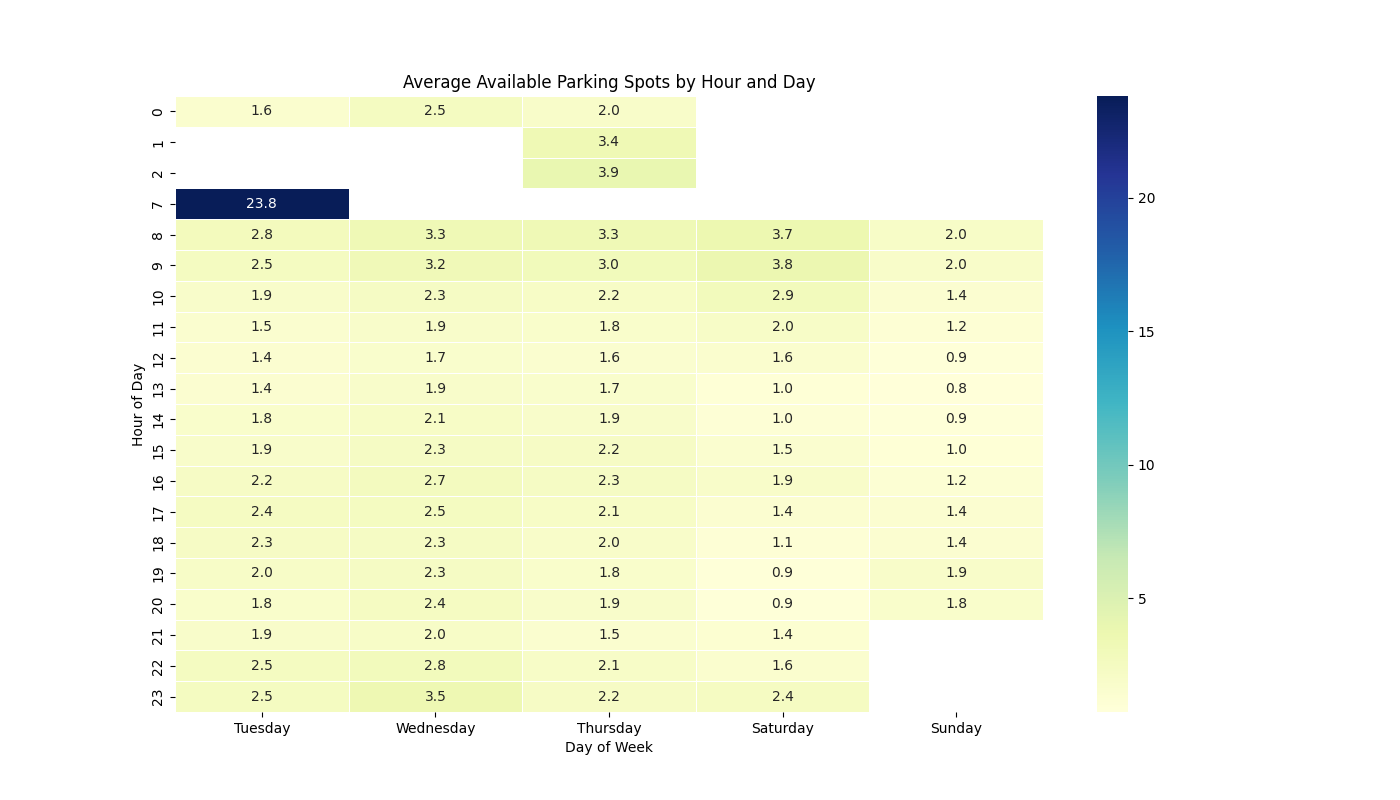 Average Available Parking Spots by Hour and Day
0 1.6 2.5 2.0
1 3.4
2 3.9
7 23.8
8 2.8 3.3 3.3 3.7 2.0
9 2.5 3.2 3.0 3.8 2.0
10 1.9 2.3 2.2 2.9 1.4
11 1.5 1.9 1.8 2.0 1.2
12 1.4 1.7 1.6 1.6 0.9
13 1.4 1.9 1.7 1.0 0.8
14 1.8 2.1 1.9 1.0 0.9
15 1.9 2.3 2.2 1.5 1.0
16 2.2 2.7 2.3 1.9 1.2
17 2.4 2.5 2.1 1.4 1.4
18 2.3 2.3 2.0 1.1 1.4
19 2.0 2.3 1.8 0.9 1.9
20 1.8 2.4 1.9 0.9 1.8
21 1.9 2.0 1.5 1.4
22 2.5 2.8 2.1 1.6
23 2.5 3.5 2.2 2.4
Tuesday Wednesday Thursday Saturday Sunday
Day of Week
Hour of Day
20
15
10
5